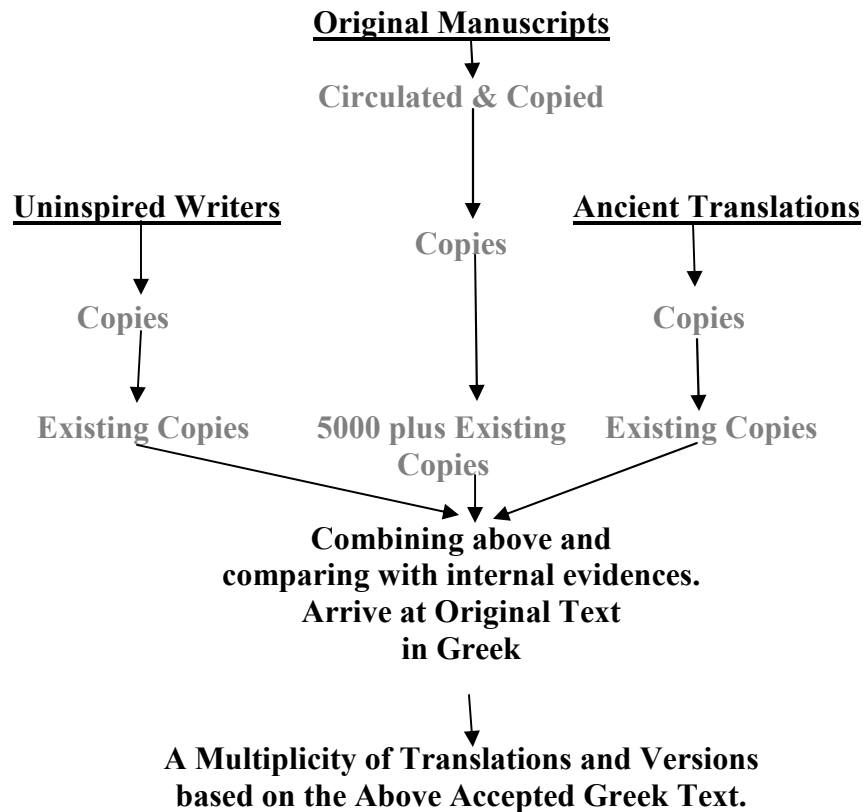 Original Manuscripts
Circulated & Copied
Uninspired Writers
Ancient Translations
Copies
Copies
Copies
Existing Copies
5000 plus Existing
Copies
Existing Copies
Combining above and
comparing with internal evidences.
Arrive at Original Text
in Greek
A Multiplicity of Translations and Versions
based on the Above Accepted Greek Text.